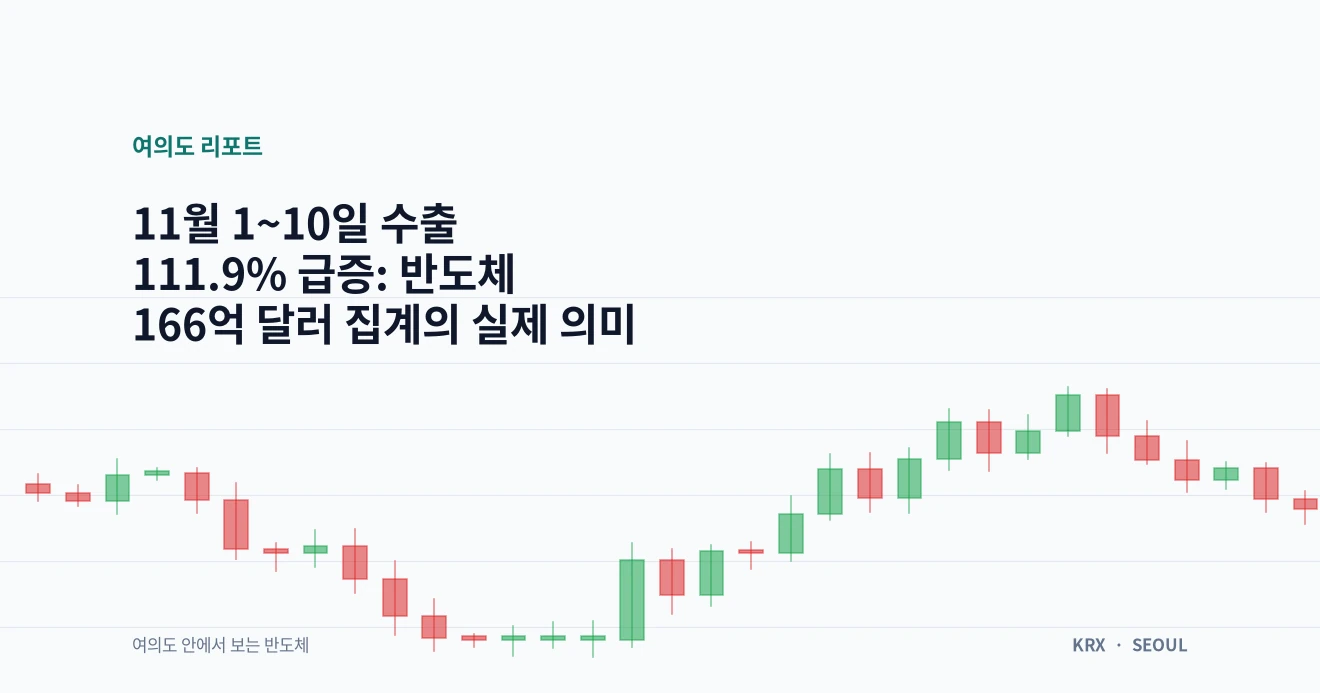 여의도 리포트
11월 1~10일 수출
111.9% 급증: 반도체
166억 달러 집계의 실제 의미
여의도 안에서 보는 반도체
KRX · SEOUL